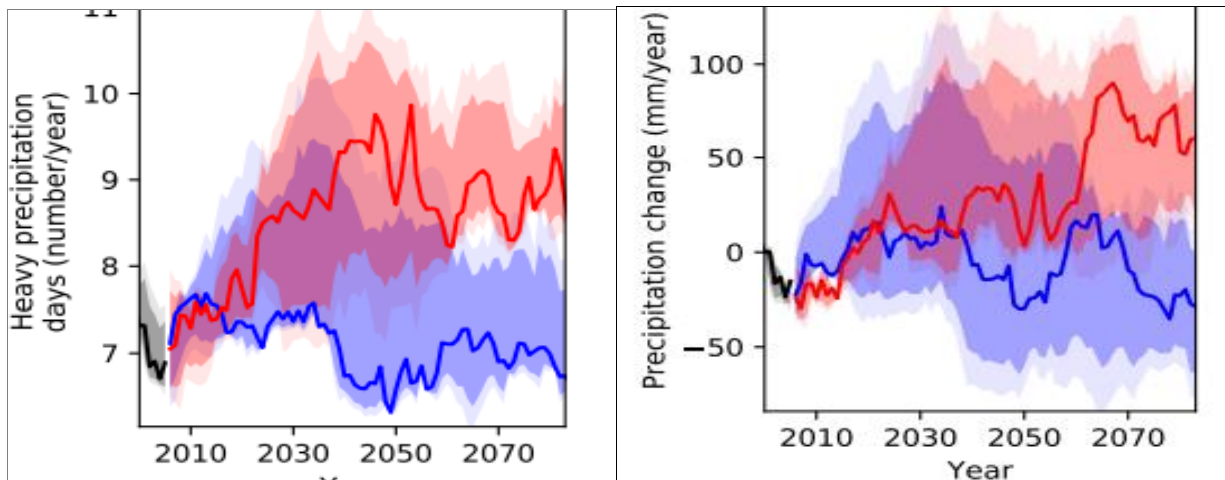 Heavy precipitation
days (number/year)
11
10
9
8
7
2010 2030 2050 2070
Precipitation change (mm/year)
100
50
0
−50
2010 2030 2050 2070
Year